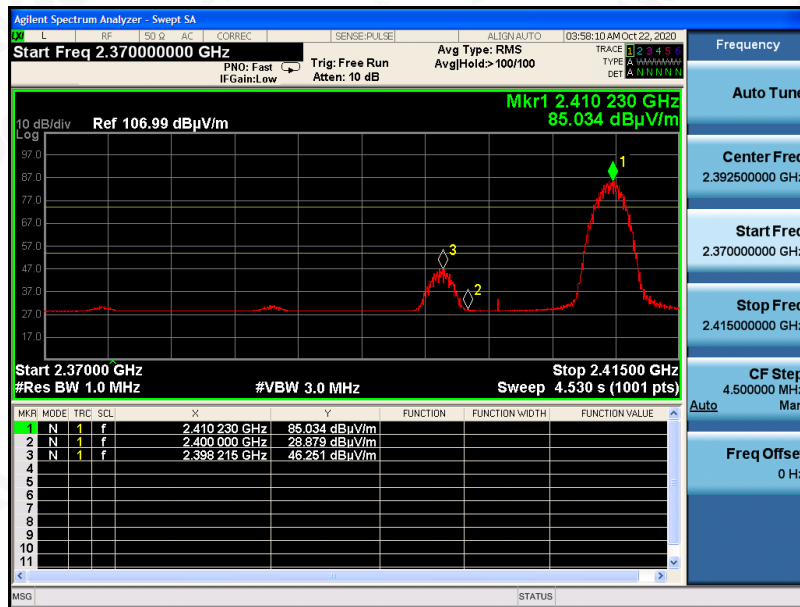 Agilent Spectrum Analyzer - Swept SA
LXI L RF 50 Ω AC CORREC SENSE:PULSE ALIGN AUTO 03:58:10 AM Oct 22, 2020
Start Freq 2.370000000 GHz
PNO: Fast
IFGain:Low
Trig: Free Run
Atten: 10 dB
Avg Type: RMS
Avg|Hold:>100/100
TRACE 1 2 3 4 5 6
TYPE A WWWWW
DET A N N N N N
Mkr1 2.410 230 GHz
85.034 dBµV/m
10 dB/div Ref 106.99 dBµV/m
Log
97.0
87.0
77.0
67.0
57.0
47.0
37.0
27.0
17.0
1
3
2
Start 2.37000 GHz Stop 2.41500 GHz
#Res BW 1.0 MHz #VBW 3.0 MHz Sweep 4.530 s (1001 pts)
MKR MODE TRC SCL X Y FUNCTION FUNCTION WIDTH FUNCTION VALUE
1 N 1 f 2.410 230 GHz 85.034 dBµV/m
2 N 1 f 2.400 000 GHz 28.879 dBµV/m
3 N 1 f 2.398 215 GHz 46.251 dBµV/m
4
5
6
7
8
9
10
11
MSG STATUS
Frequency
Auto Tune
Center Freq
2.392500000 GHz
Start Freq
2.370000000 GHz
Stop Freq
2.415000000 GHz
CF Step
4.500000 MHz
Auto Man
Freq Offset
0 Hz